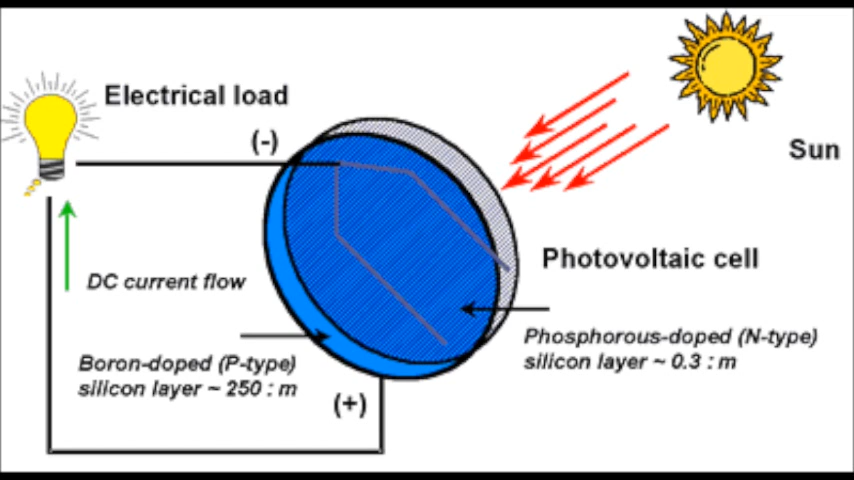 Electrical load
(-)
Sun
Photovoltaic cell
DC current flow
Phosphorous-doped (N-type)
silicon layer ~ 0.3 : m
Boron-doped (P-type)
silicon layer ~ 250 : m
(+)